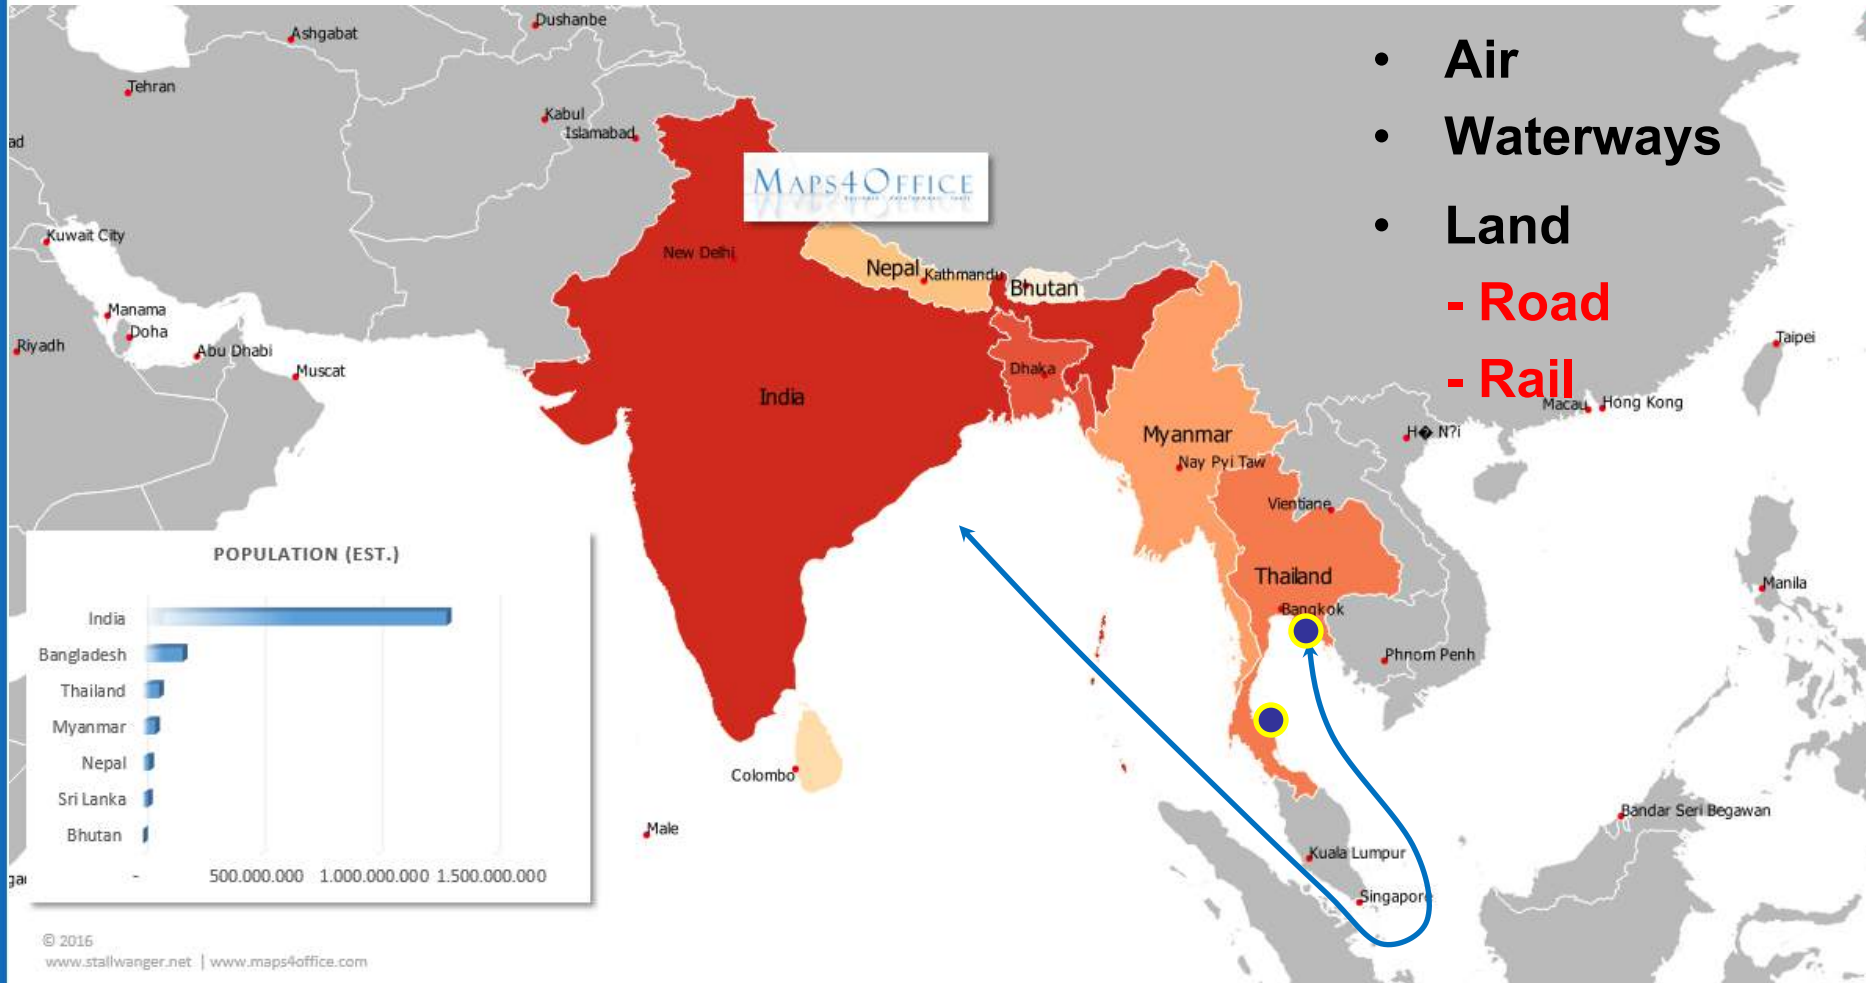 Dushanbe
Ashgabat
Tehran
Kabul
Islamabad
ad
MAPS4OFFICE
Kuwait City
New Delhi
Nepal
Kathmandu
Bhutan
Manama
Doha
Riyadh
Abu Dhabi
Muscat
Dhaka
India
Myanmar
Nay Pyi Taw
Vientiane
Thailand
Bangkok
Phnom Penh
Taipei
Macau
Hong Kong
H� N?i
Manila
Colombo
Male
Kuala Lumpur
Singapore
Bandar Seri Begawan
• Air
• Waterways
• Land
- Road
- Rail
POPULATION (EST.)
India
Bangladesh
Thailand
Myanmar
Nepal
Sri Lanka
Bhutan
- 500.000.000 1.000.000.000 1.500.000.000
gar
© 2016
www.stallwanger.net | www.maps4office.com